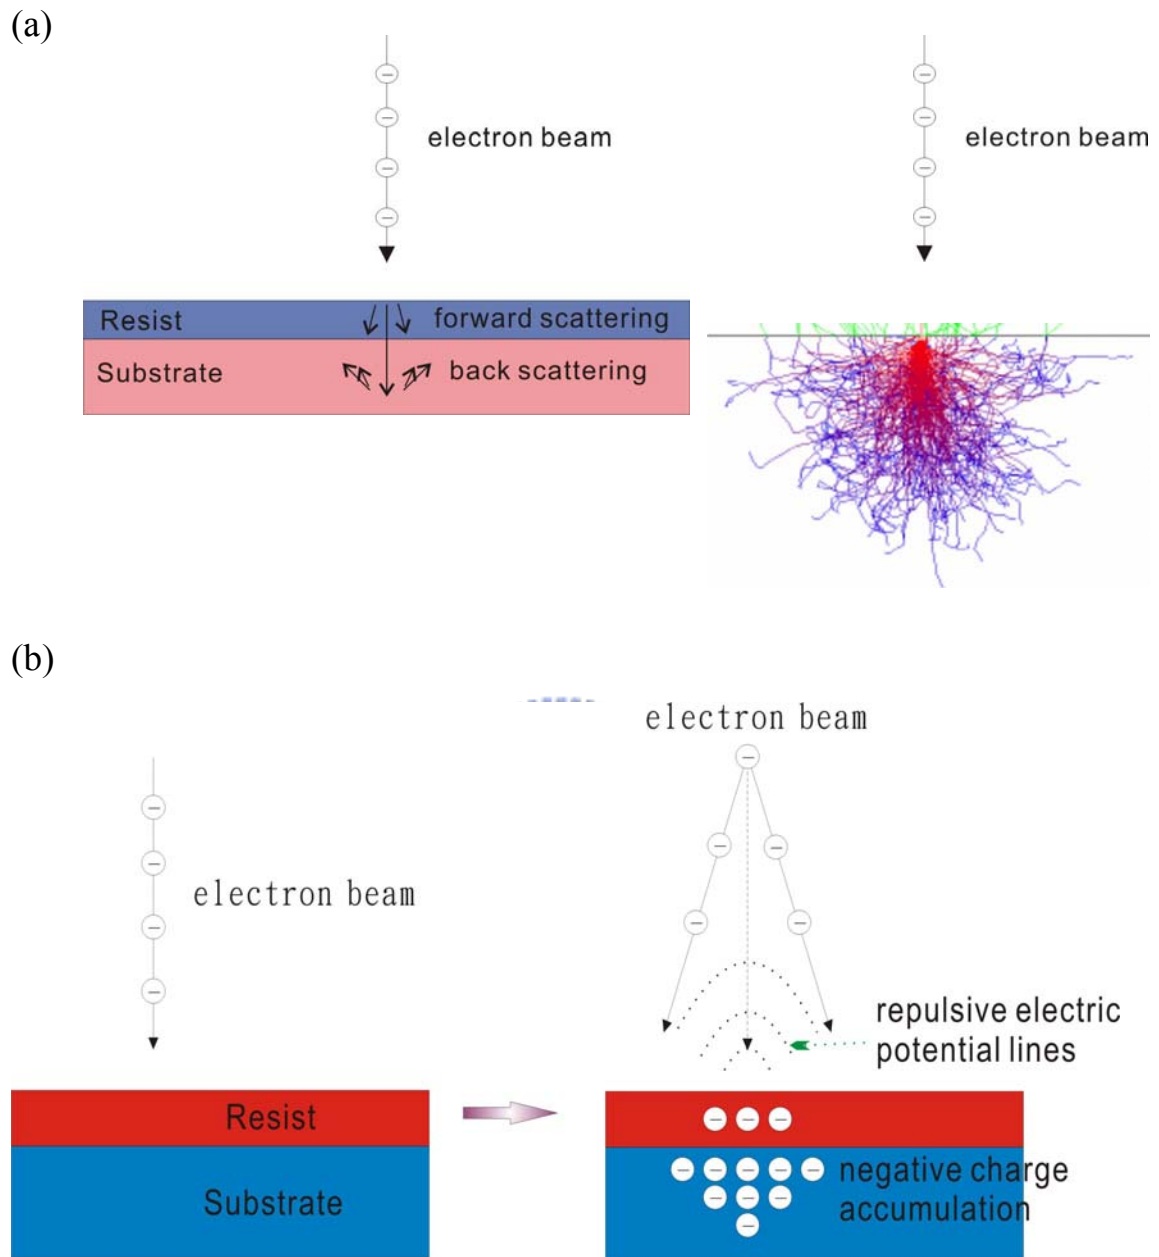 (a)
electron beam
electron beam
Resist
forward scattering
Substrate
back scattering
(b)
electron beam
electron beam
repulsive electric
potential lines
Resist
Substrate
negative charge
accumulation